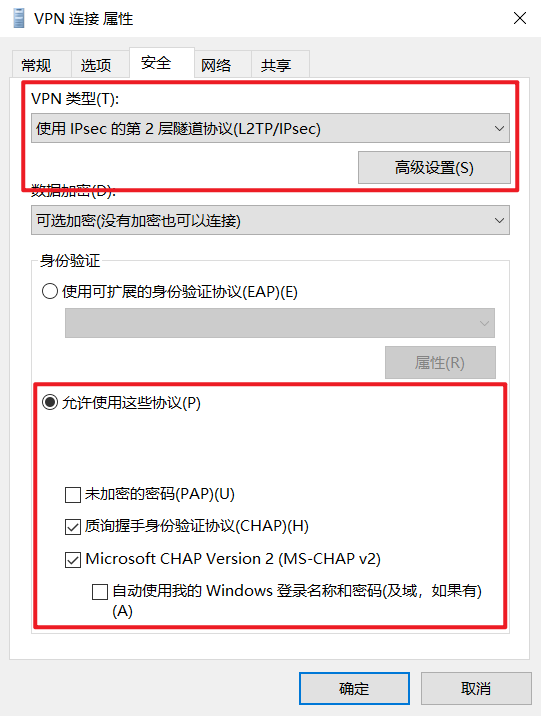 VPN 连接 属性
常规 选项 安全 网络 共享
VPN 类型(T):
使用 IPsec 的第 2 层隧道协议(L2TP/IPsec)
高级设置(S)
数据加密(D):
可选加密(没有加密也可以连接)
身份验证
使用可扩展的身份验证协议(EAP)(E)
属性(R)
允许使用这些协议(P)
未加密的密码(PAP)(U)
质询握手身份验证协议(CHAP)(H)
Microsoft CHAP Version 2 (MS-CHAP v2)
自动使用我的 Windows 登录名称和密码(及域，如果有)
(A)
确定 取消